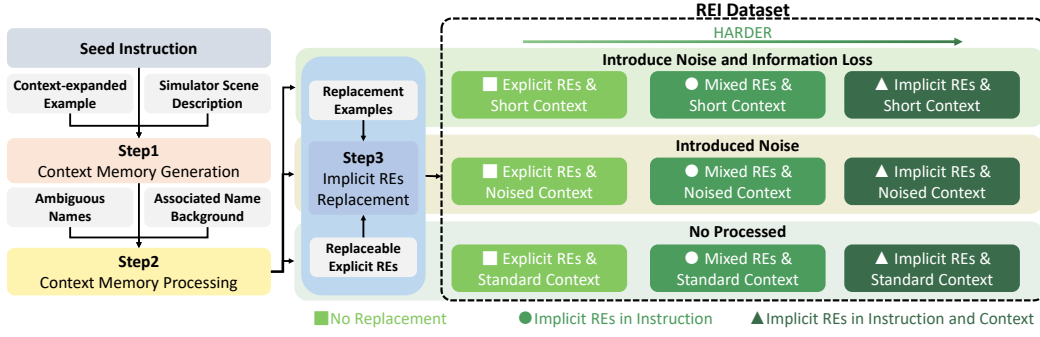 REI Dataset
HARDER
Seed Instruction
Context-expanded
Example
Simulator Scene
Description
Step1
Context Memory Generation
Ambiguous
Names
Associated Name
Background
Step2
Context Memory Processing
Replacement
Examples
Step3
Implicit REs
Replacement
Replaceable
Explicit REs
Introduce Noise and Information Loss
Explicit REs &
Short Context
Mixed REs &
Short Context
Implicit REs &
Short Context
Introduced Noise
Explicit REs &
Noised Context
Mixed REs &
Noised Context
Implicit REs &
Noised Context
No Processed
Explicit REs &
Standard Context
Mixed REs &
Standard Context
Implicit REs &
Standard Context
No Replacement
Implicit REs in Instruction
Implicit REs in Instruction and Context